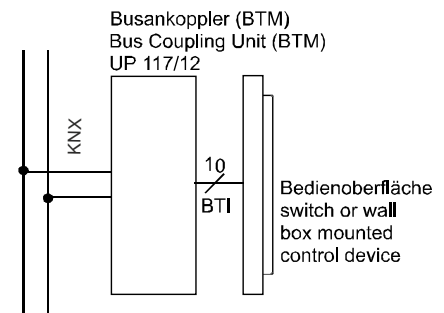 Busankoppler (BTM)
Bus Coupling Unit (BTM)
UP 117/12
KNX
10
BTI
Bedienoberfläche
switch or wall
box mounted
control device